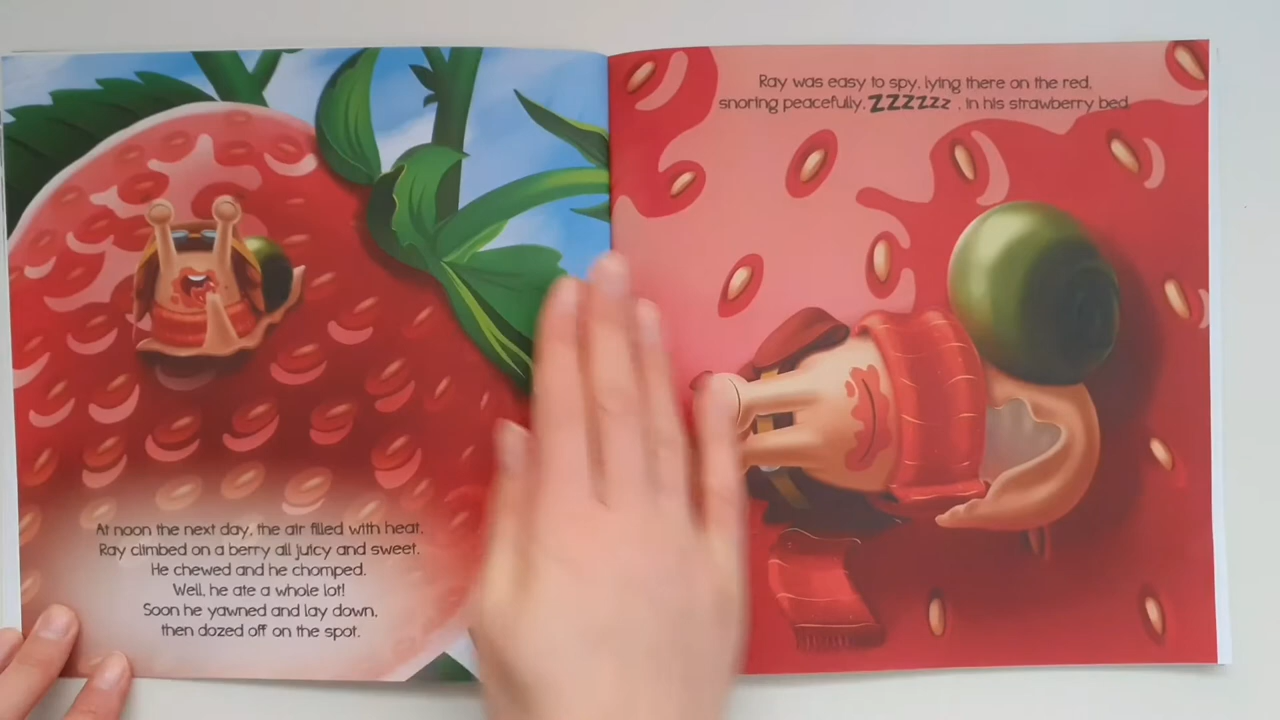 At noon the next day, the air filled with heat.
Ray climbed on a berry all juicy and sweet.
He chewed and he chomped.
Well, he ate a whole lot!
Soon he yawned and lay down,
then dozed off on the spot.
Ray was easy to spy, lying there on the red,
snoring peacefully, ZZZZZZ , in his strawberry bed.